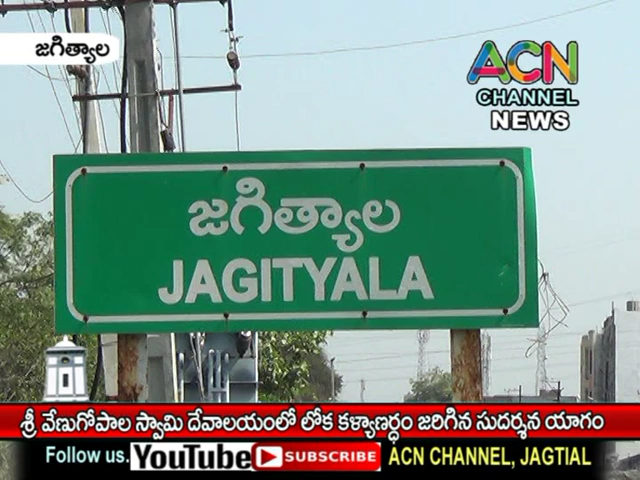 జగిత్యాల
ACN
CHANNEL
NEWS
జగిత్యాల
JAGITYALA
శ్రీ వేణుగోపాల స్వామి దేవాలయంలో లోక కళ్యాణర్థం జరిగిన సుదర్శన యాగం
Follow us. YouTube SUBSCRIBE ACN CHANNEL, JAGTIAL